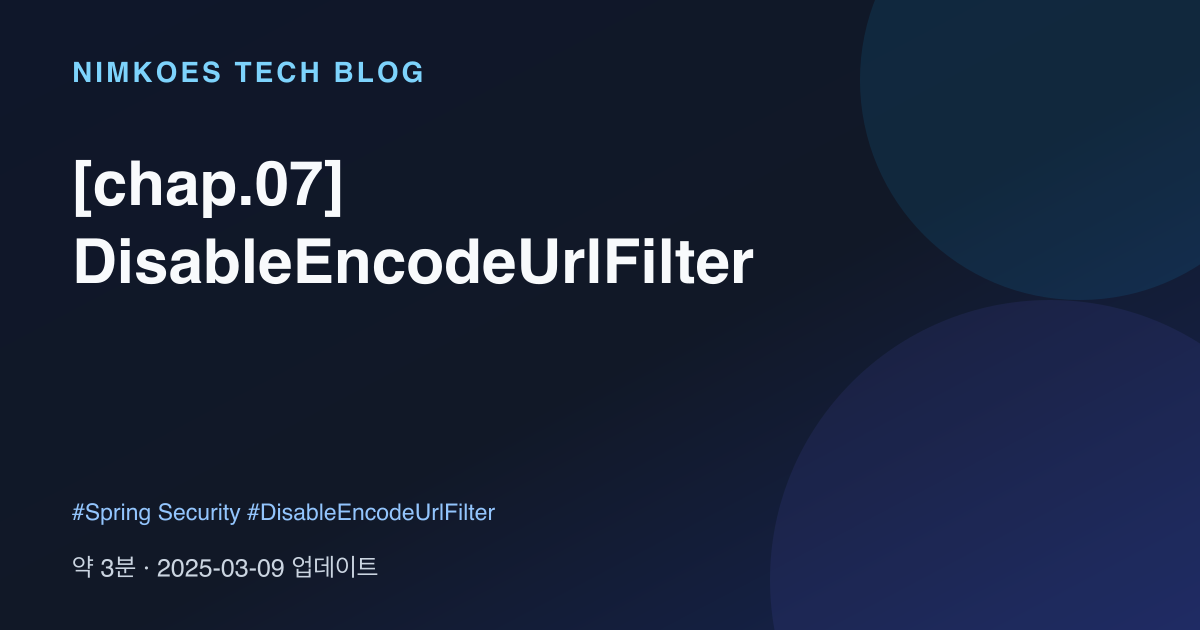 NIMKOES TECH BLOG
[chap.07]
DisableEncodeUrlFilter
#Spring Security #DisableEncodeUrlFilter
약 3분 · 2025-03-09 업데이트